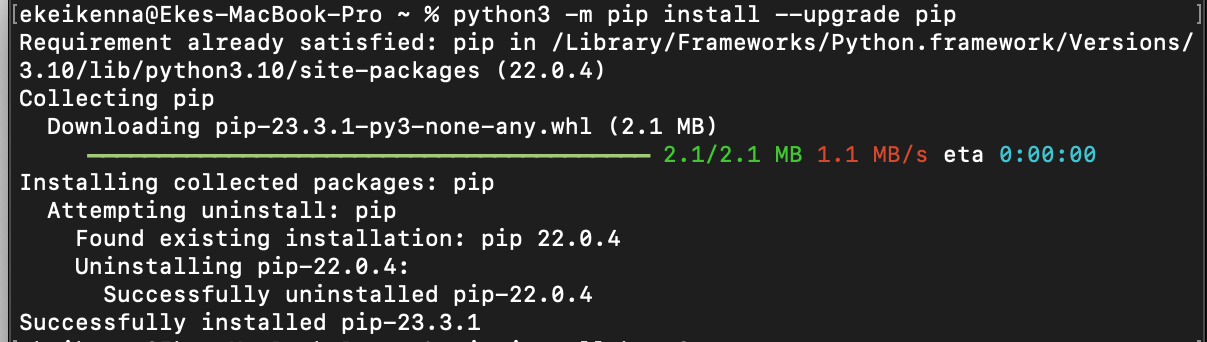 [ekeikenna@Ekes-MacBook-Pro ~ % python3 -m pip install --upgrade pip ]
Requirement already satisfied: pip in /Library/Frameworks/Python.framework/Versions/
3.10/lib/python3.10/site-packages (22.0.4)
Collecting pip
Downloading pip-23.3.1-py3-none-any.whl (2.1 MB)
2.1/2.1 MB 1.1 MB/s eta 0:00:00
Installing collected packages: pip
Attempting uninstall: pip
Found existing installation: pip 22.0.4
Uninstalling pip-22.0.4:
Successfully uninstalled pip-22.0.4
Successfully installed pip-23.3.1